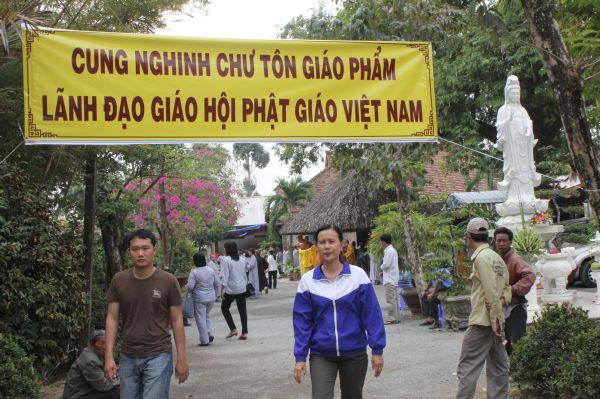 CUNG NGHINH CHƯ TÔN GIÁO PHẨM
LÃNH ĐẠO GIÁO HỘI PHẬT GIÁO VIỆT NAM